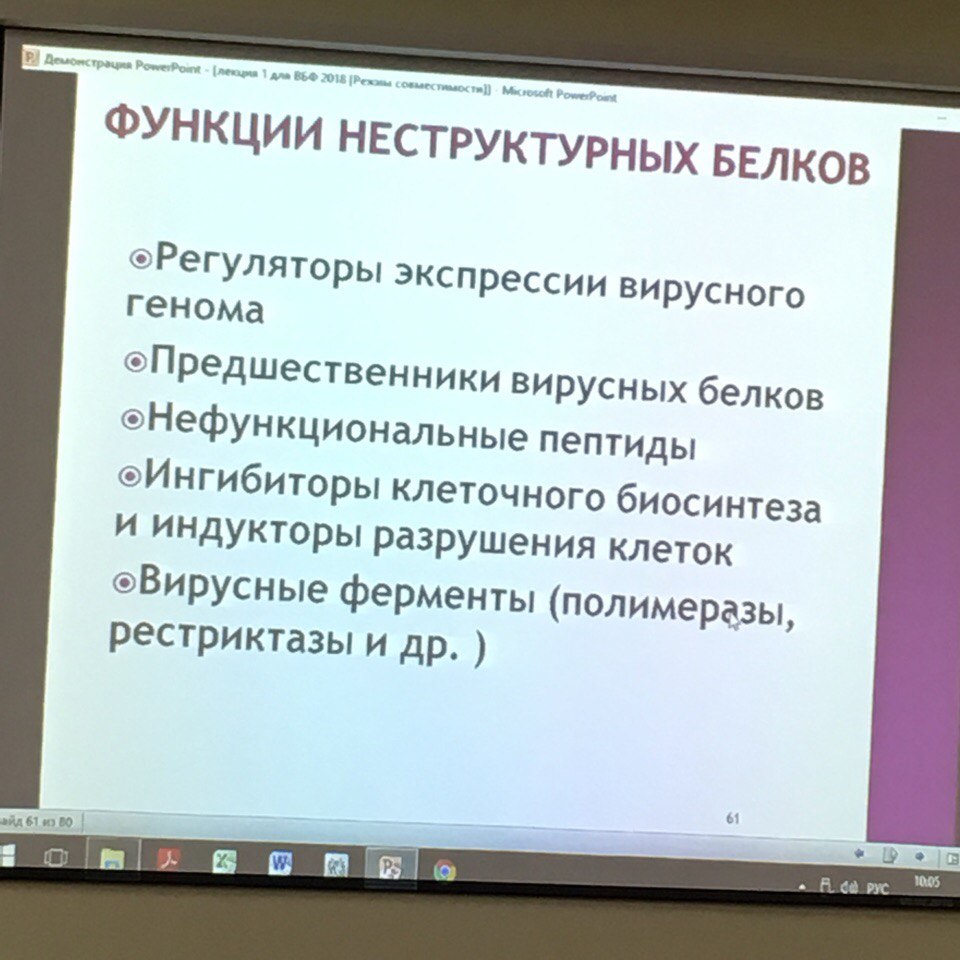 Демонстрация PowerPoint - [лекция 1 для ВБФ 2018 [Режим совместимости]] - Microsoft PowerPoint
ФУНКЦИИ НЕСТРУКТУРНЫХ БЕЛКОВ
Регуляторы экспрессии вирусного
генома
Предшественники вирусных белков
Нефункциональные пептиды
Ингибиторы клеточного биосинтеза
и индукторы разрушения клеток
Вирусные ферменты (полимеразы,
рестриктазы и др. )
61
айд 61 из 80
РУС
10:05